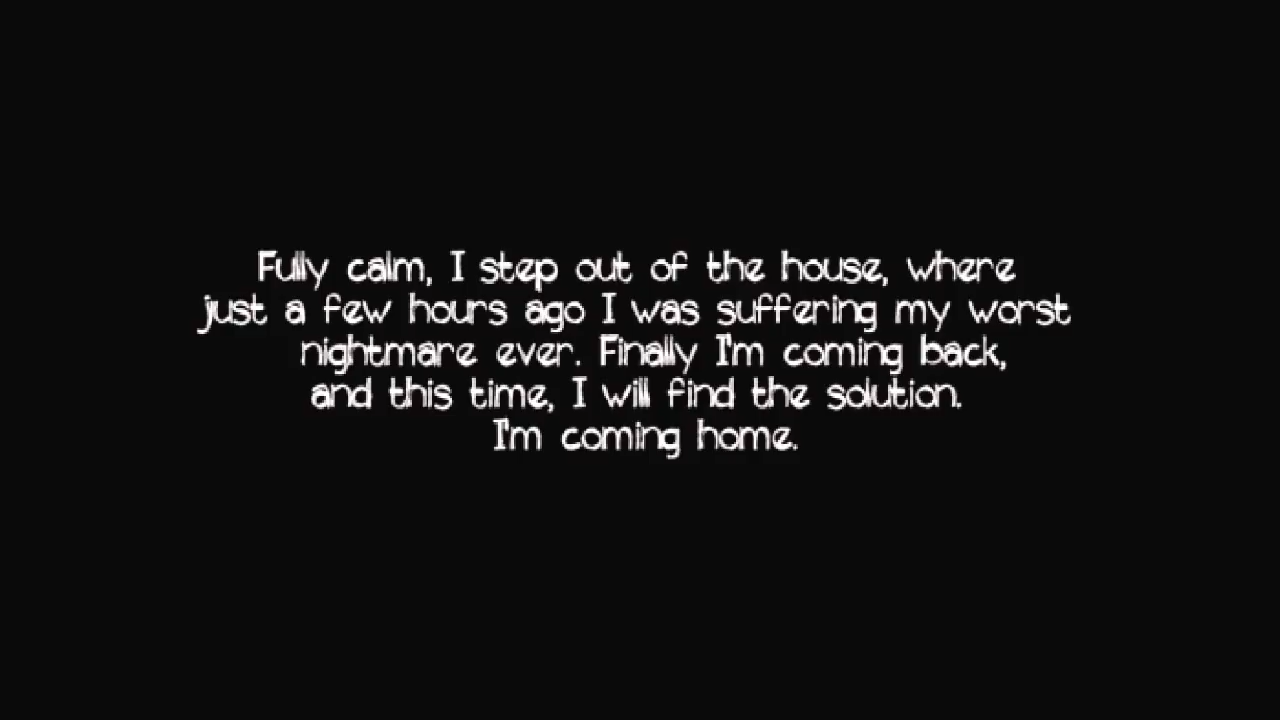 Fully calm, I step out of the house, where
just a few hours ago I was suffering my worst
nightmare ever. Finally I'm coming back,
and this time, I will find the solution.
I'm coming home.